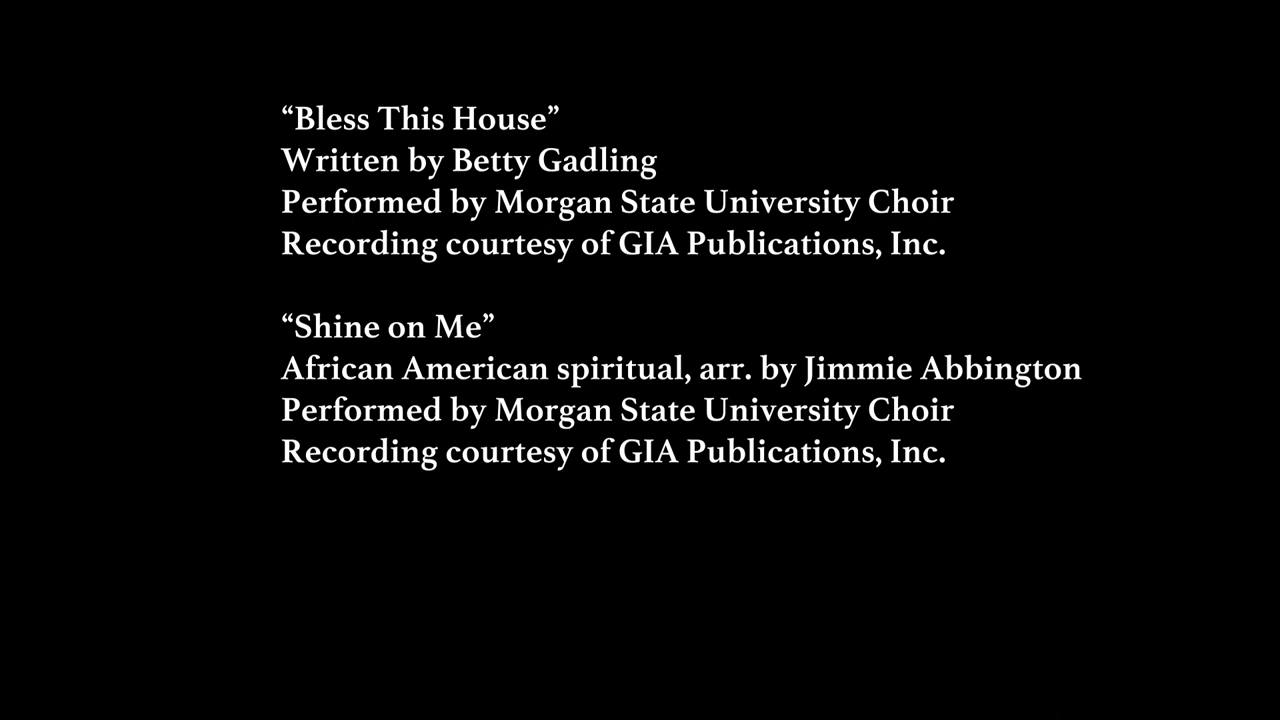 “Bless This House”
Written by Betty Gadling
Performed by Morgan State University Choir
Recording courtesy of GIA Publications, Inc.
“Shine on Me”
African American spiritual, arr. by Jimmie Abbington
Performed by Morgan State University Choir
Recording courtesy of GIA Publications, Inc.